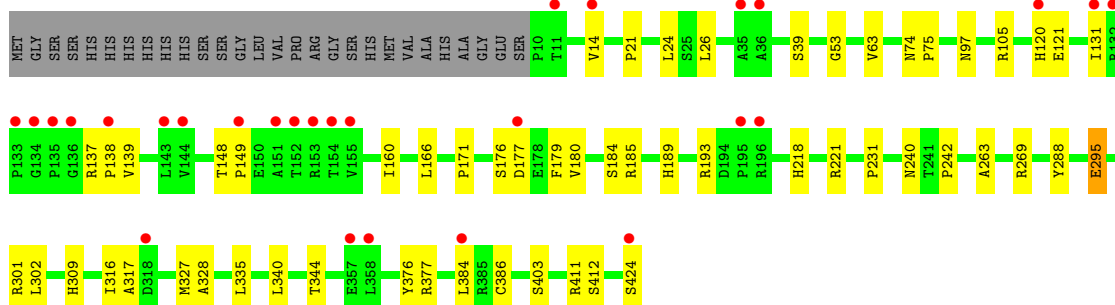 MET GLY SER SER HIS HIS HIS HIS HIS HIS SER SER GLY LEU VAL PRO ARG GLY SER HIS MET VAL ALA HIS ALA GLY GLU SER P10 T11 V14 P21 L24 S25 L26 A35 A36 S39 G53 V63 N74 P75 N97 R105 H120 E121 I131 R132
P133 G134 P135 G136 R137 P138 V139 L143 V144 T148 P149 E150 A151 T152 R153 T154 V155 I160 L166 P171 S176 D177 E178 F179 V180 S184 R185 H189 R193 D194 P195 R196 H218 R221 P231 N240 T241 P242 A263 R269 Y288 E295
R301 L302 H309 I316 A317 D318 M327 A328 L335 L340 T344 E357 L358 Y376 R377 L384 R385 C386 S403 R411 S412 S424